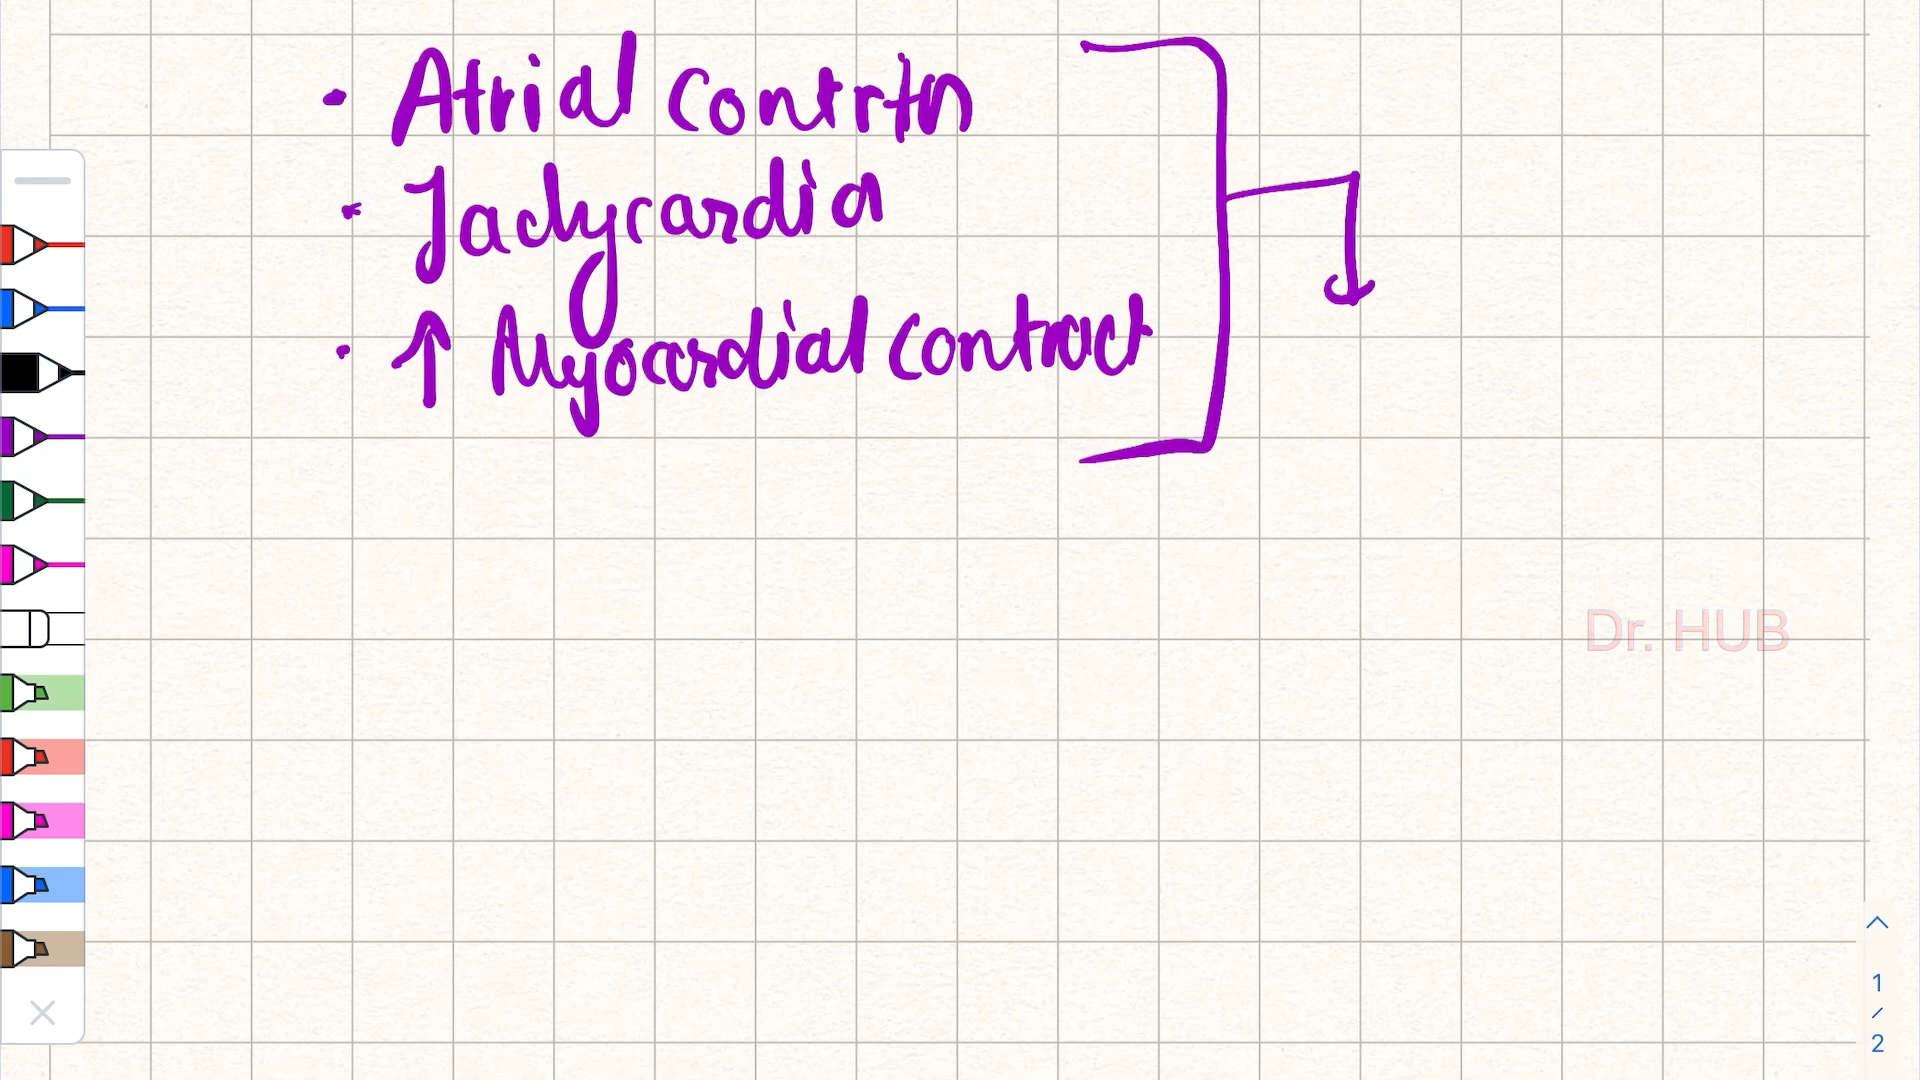 • Atrial contrtn
• Tachycardia
• ↑ Myocardial contract
Dr. HUB
1
/
2